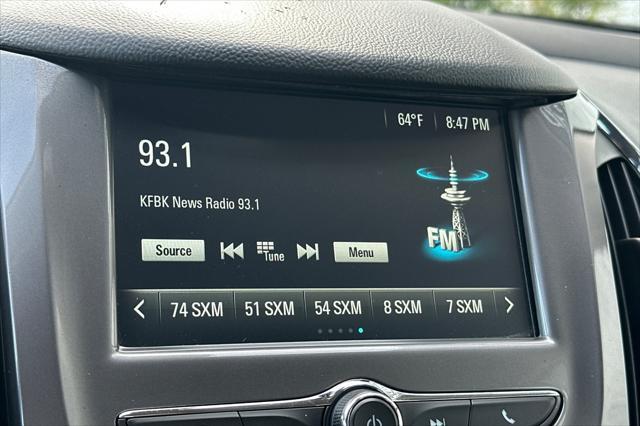 64°F 8:47 PM
93.1
KFBK News Radio 93.1
FM
Source Tune Menu
74 SXM 51 SXM 54 SXM 8 SXM 7 SXM